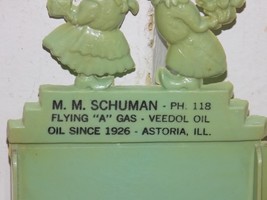 M. M. SCHUMAN - PH. 118
FLYING "A" GAS - VEEDOL OIL
OIL SINCE 1926 - ASTORIA, ILL.